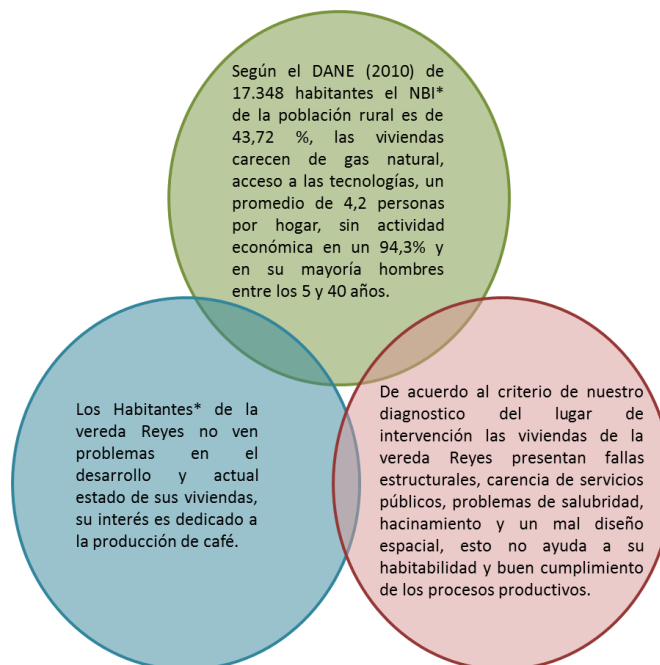 Según el DANE (2010) de
17.348 habitantes el NBI*
de la población rural es de
43,72 %, las viviendas
carecen de gas natural,
acceso a las tecnologías, un
promedio de 4,2 personas
por hogar, sin actividad
económica en un 94,3% y
en su mayoría hombres
entre los 5 y 40 años.
Los Habitantes* de la
vereda Reyes no ven
problemas en el
desarrollo y actual
estado de sus viviendas,
su interés es dedicado a
la producción de café.
De acuerdo al criterio de nuestro
diagnostico del lugar de
intervención las viviendas de la
vereda Reyes presentan fallas
estructurales, carencia de servicios
públicos, problemas de salubridad,
hacinamiento y un mal diseño
espacial, esto no ayuda a su
habitabilidad y buen cumplimiento
de los procesos productivos.